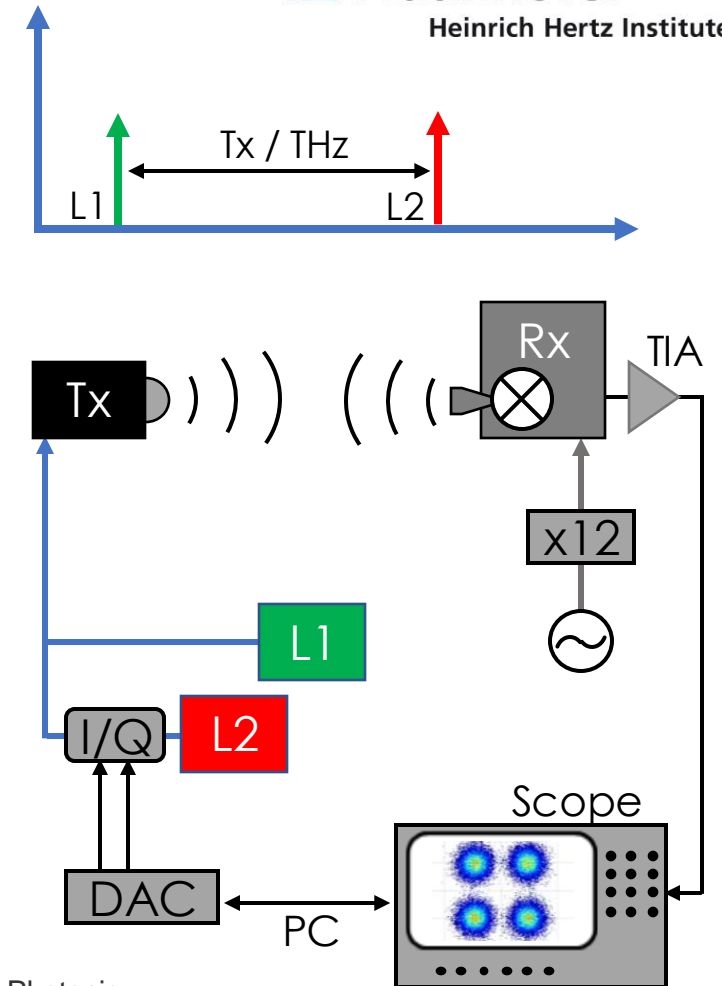 Heinrich Hertz Institute
Tx / THz
L1
L2
Rx
TIA
Tx
x12
L1
I/Q
L2
Scope
DAC
PC